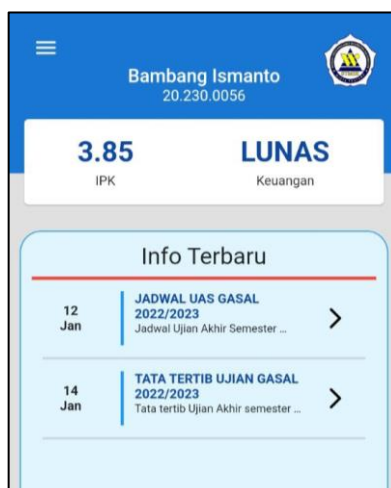 Bambang Ismanto
20.230.0056
3.85
IPK
LUNAS
Keuangan
Info Terbaru
12
Jan
JADWAL UAS GASAL
2022/2023
Jadwal Ujian Akhir Semester ...
14
Jan
TATA TERTIB UJIAN GASAL
2022/2023
Tata tertib Ujian Akhir semester ...